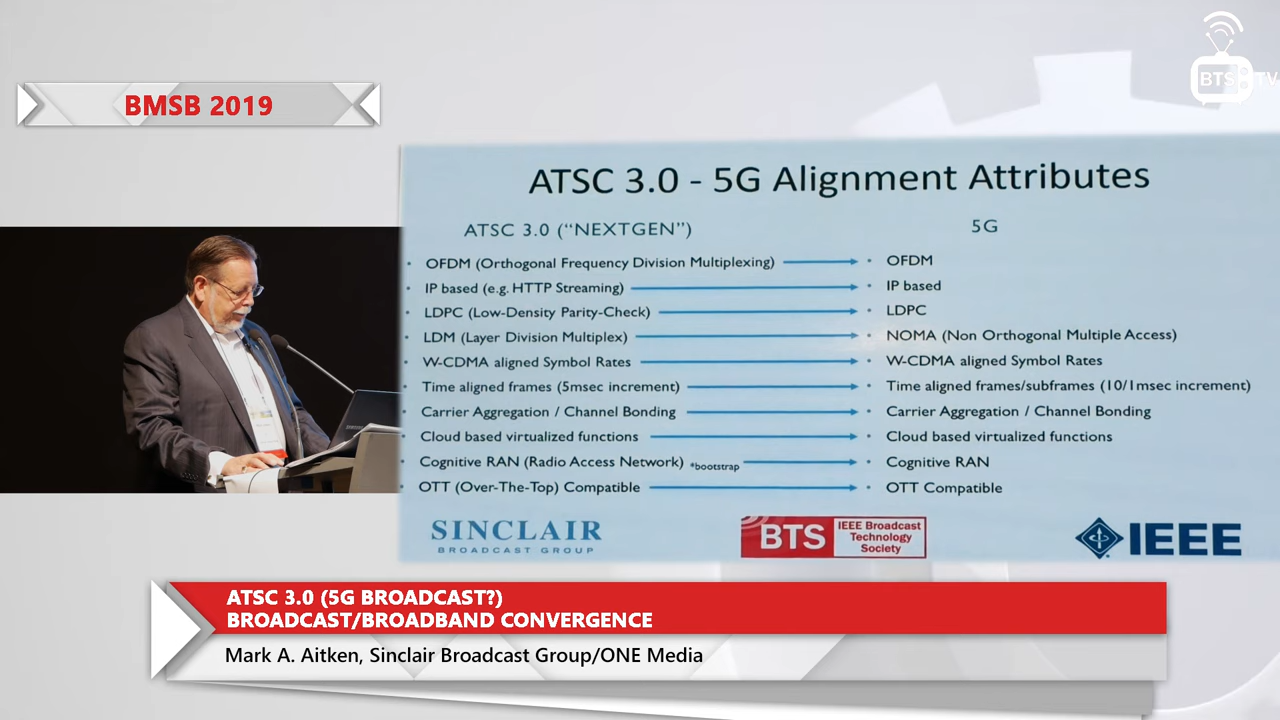 BTS TV
BMSB 2019
ATSC 3.0 - 5G Alignment Attributes
ATSC 3.0 ("NEXTGEN")
• OFDM (Orthogonal Frequency Division Multiplexing)
• IP based (e.g. HTTP Streaming)
• LDPC (Low-Density Parity-Check)
• LDM (Layer Division Multiplex)
• W-CDMA aligned Symbol Rates
• Time aligned frames (5msec increment)
• Carrier Aggregation / Channel Bonding
• Cloud based virtualized functions
• Cognitive RAN (Radio Access Network) *bootstrap
• OTT (Over-The-Top) Compatible
5G
• OFDM
• IP based
• LDPC
• NOMA (Non Orthogonal Multiple Access)
• W-CDMA aligned Symbol Rates
• Time aligned frames/subframes (10/1msec increment)
• Carrier Aggregation / Channel Bonding
• Cloud based virtualized functions
• Cognitive RAN
• OTT Compatible
SINCLAIR
BROADCAST GROUP
BTS
IEEE Broadcast
Technology
Society
IEEE
ATSC 3.0 (5G BROADCAST?)
BROADCAST/BROADBAND CONVERGENCE
Mark A. Aitken, Sinclair Broadcast Group/ONE Media